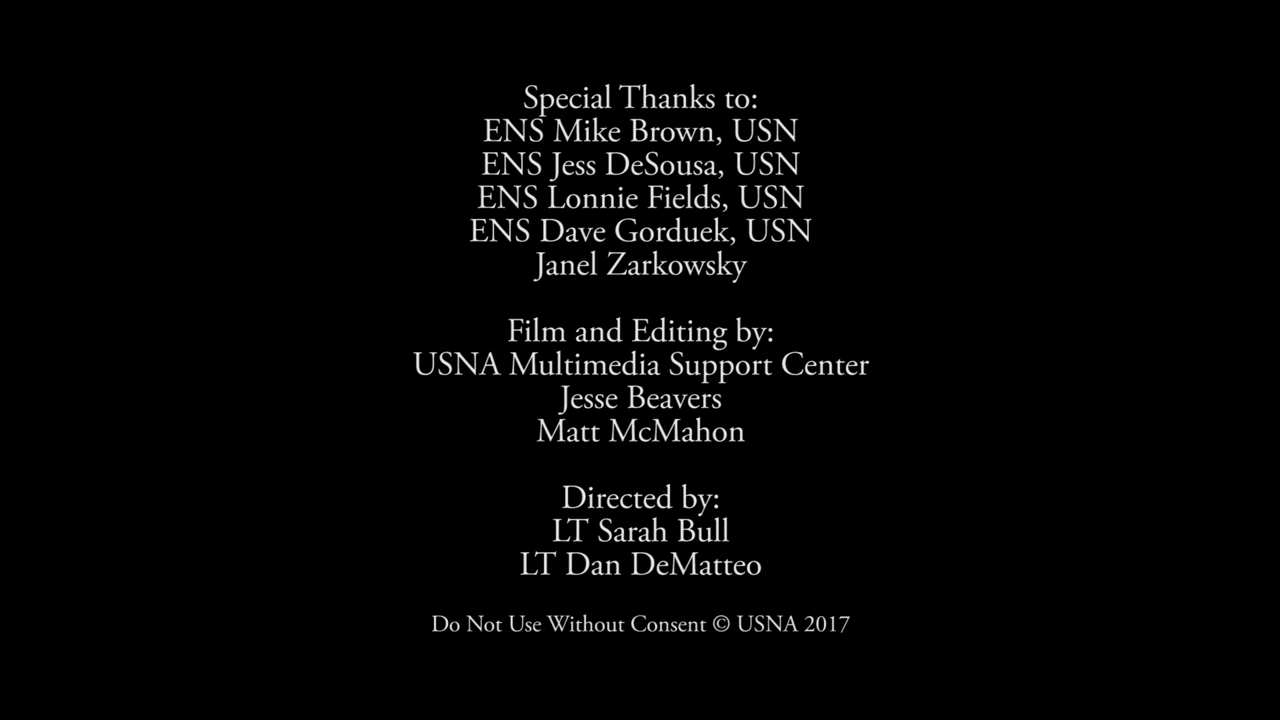 Special Thanks to:
ENS Mike Brown, USN
ENS Jess DeSousa, USN
ENS Lonnie Fields, USN
ENS Dave Gorduek, USN
Janel Zarkowsky
Film and Editing by:
USNA Multimedia Support Center
Jesse Beavers
Matt McMahon
Directed by:
LT Sarah Bull
LT Dan DeMatteo
Do Not Use Without Consent © USNA 2017